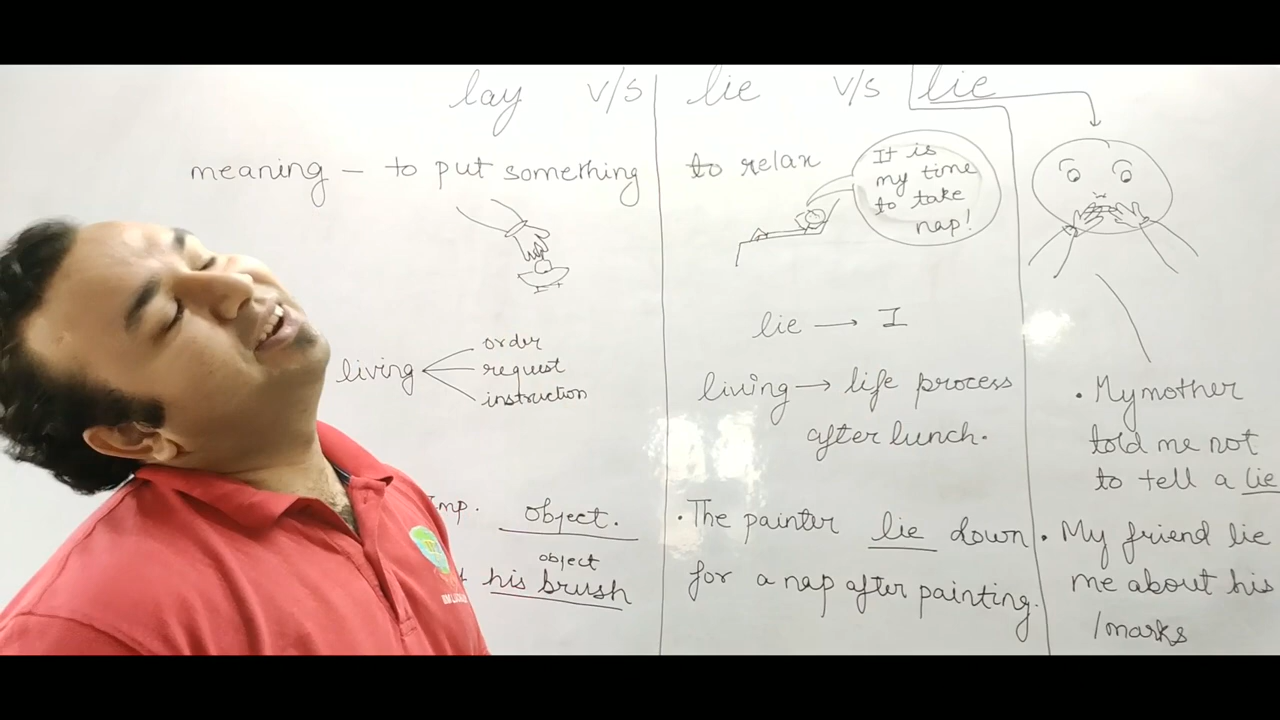 lay v/s lie v/s lie
meaning – to put something
to relax
It is
my time
to take
nap!
living
order
request
instruction
lie → I
living → life process
after lunch.
Imp. object.
object
his brush
• The painter lie down
for a nap after painting.
• My mother
told me not
to tell a lie
• My friend lie
me about his
marks